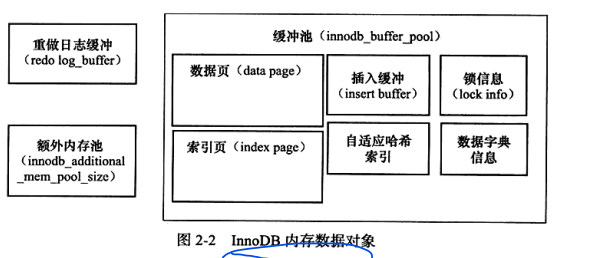 重做日志缓冲
（redo log_buffer）
额外内存池
（innodb_additional
_mem_pool_size）
缓冲池（innodb_buffer_pool）
数据页（data page）
插入缓冲
（insert buffer）
锁信息
（lock info）
索引页（index page）
自适应哈希
索引
数据字典
信息
图 2-2 InnoDB 内存数据对象